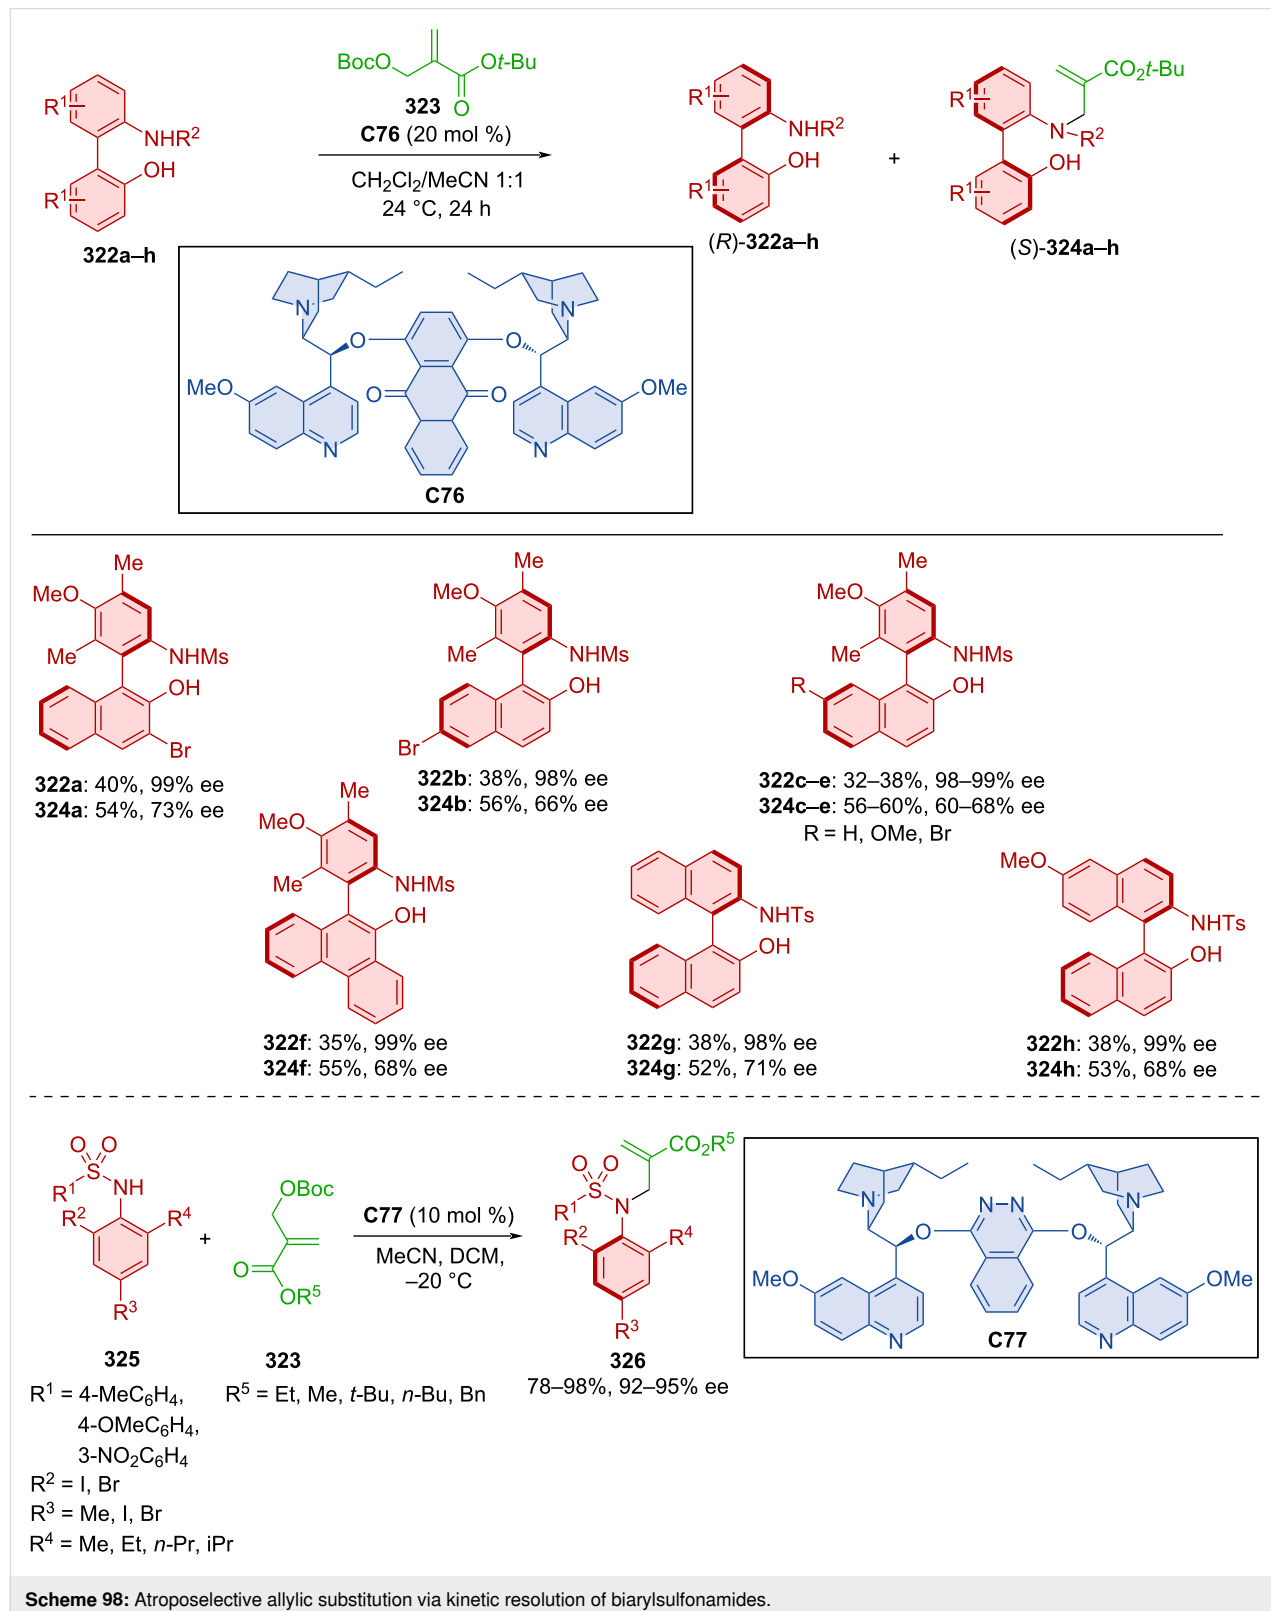 BocO
Ot-Bu
O
323
C76 (20 mol %)
CH2Cl2/MeCN 1:1
24 °C, 24 h
R1
NHR2
OH
R1
322a–h
R1
NHR2
OH
R1
(R)-322a–h
+
R1
CO2t-Bu
N
R2
OH
R1
(S)-324a–h
N
N
O
O
MeO
O
O
OMe
N
N
C76
Me
MeO
Me
NHMs
OH
Br
322a: 40%, 99% ee
324a: 54%, 73% ee
Me
MeO
Me
NHMs
OH
Br
322b: 38%, 98% ee
324b: 56%, 66% ee
Me
MeO
Me
NHMs
R
OH
322c–e: 32–38%, 98–99% ee
324c–e: 56–60%, 60–68% ee
R = H, OMe, Br
Me
MeO
Me
NHMs
OH
322f: 35%, 99% ee
324f: 55%, 68% ee
NHTs
OH
322g: 38%, 98% ee
324g: 52%, 71% ee
MeO
NHTs
OH
322h: 38%, 99% ee
324h: 53%, 68% ee
O O
S
R1
NH
R2
R4
R3
325
+
OBoc
O
OR5
323
C77 (10 mol %)
MeCN, DCM,
–20 °C
CO2R5
O O
S
R1
N
R2
R4
R3
326
78–98%, 92–95% ee
N
N N
N
O
O
MeO
OMe
N
N
C77
R1 = 4-MeC6H4,
4-OMeC6H4,
3-NO2C6H4
R2 = I, Br
R3 = Me, I, Br
R4 = Me, Et, n-Pr, iPr
R5 = Et, Me, t-Bu, n-Bu, Bn
Scheme 98: Atroposelective allylic substitution via kinetic resolution of biarylsulfonamides.